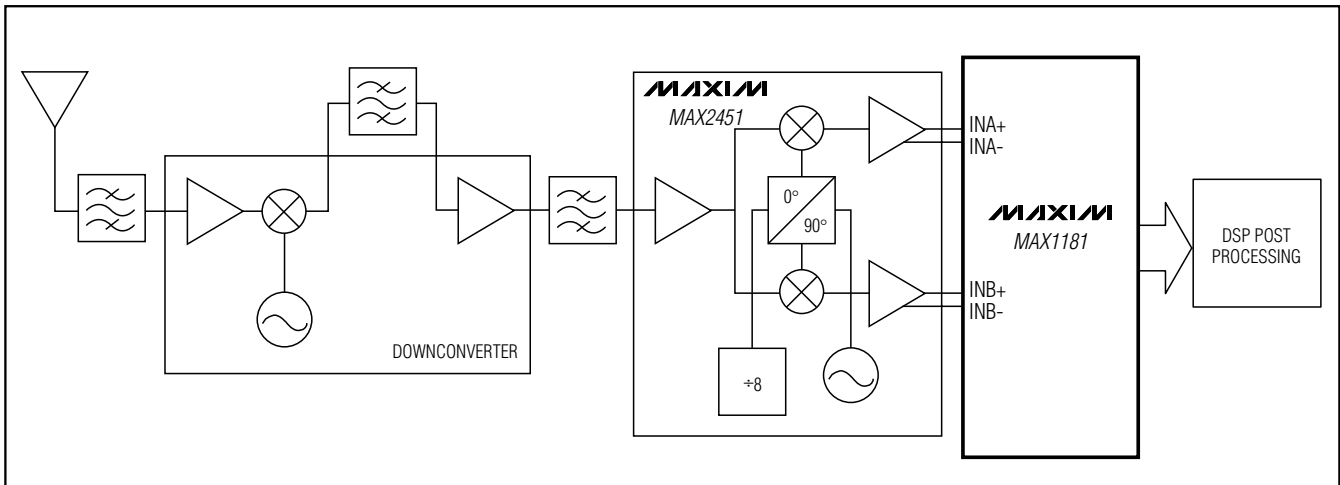 MAXIM
MAX2451
INA+
INA-
0°
90°
MAXIM
MAX1181
DSP POST
PROCESSING
INB+
INB-
DOWNCONVERTER
÷8